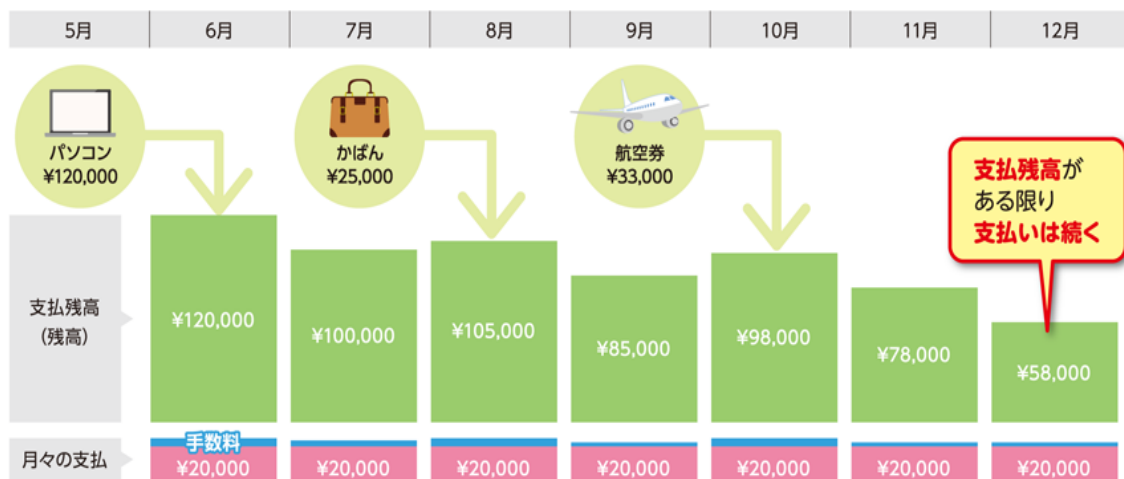 5月
6月
7月
8月
9月
10月
11月
12月
パソコン
¥120,000
かばん
¥25,000
航空券
¥33,000
支払残高が
ある限り
支払いは続く
支払残高
(残高)
¥120,000
¥100,000
¥105,000
¥85,000
¥98,000
¥78,000
¥58,000
月々の支払
手数料
¥20,000
¥20,000
¥20,000
¥20,000
¥20,000
¥20,000
¥20,000